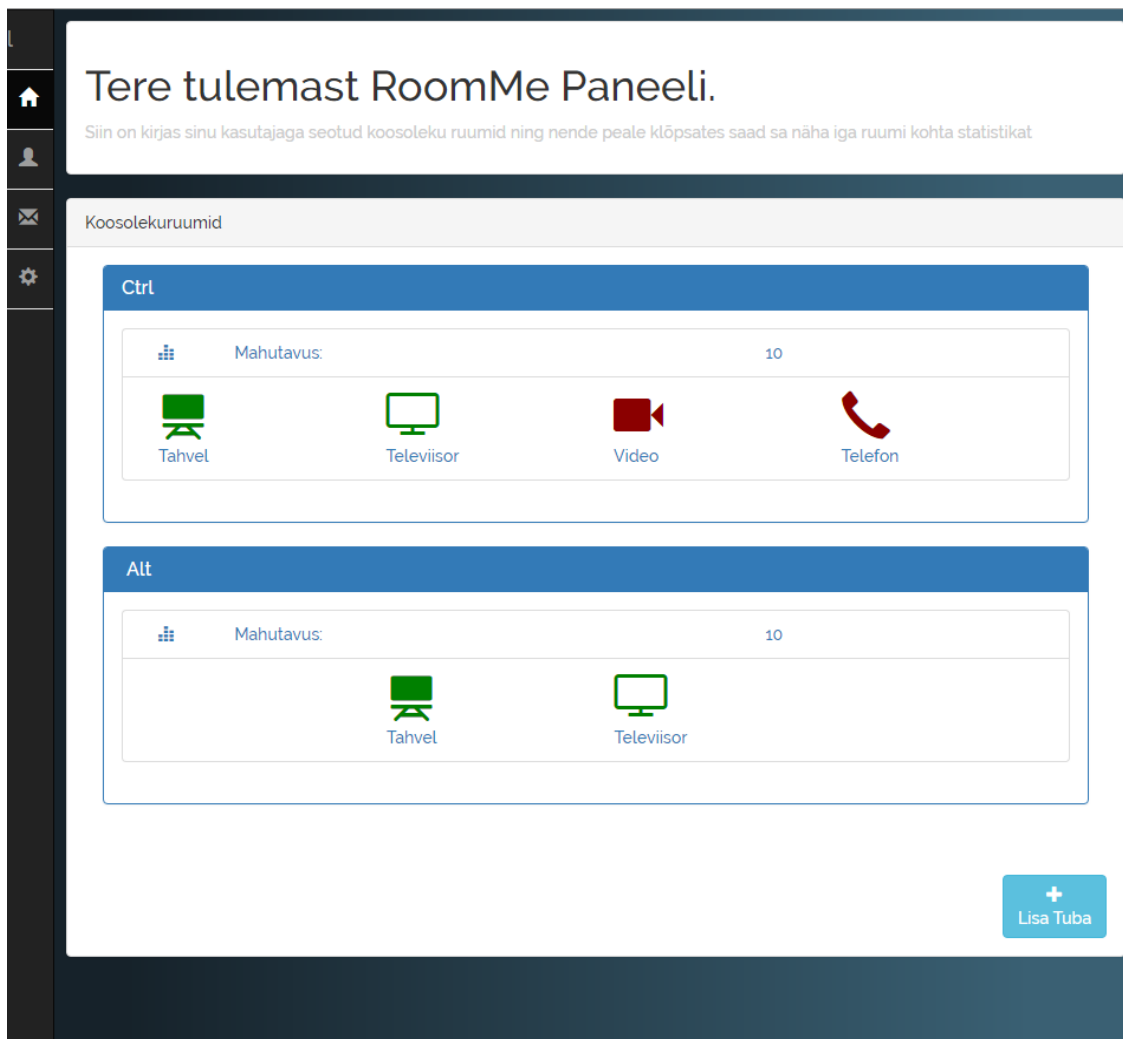 l
Tere tulemast RoomMe Paneeli.
Siin on kirjas sinu kasutajaga seotud koosoleku ruumid ning nende peale klõpsates saad sa näha iga ruumi kohta statistikat
Koosolekuruumid
Ctrl
Mahutavus: 10
Tahvel Televiisor Video Telefon
Alt
Mahutavus: 10
Tahvel Televiisor
Lisa Tuba